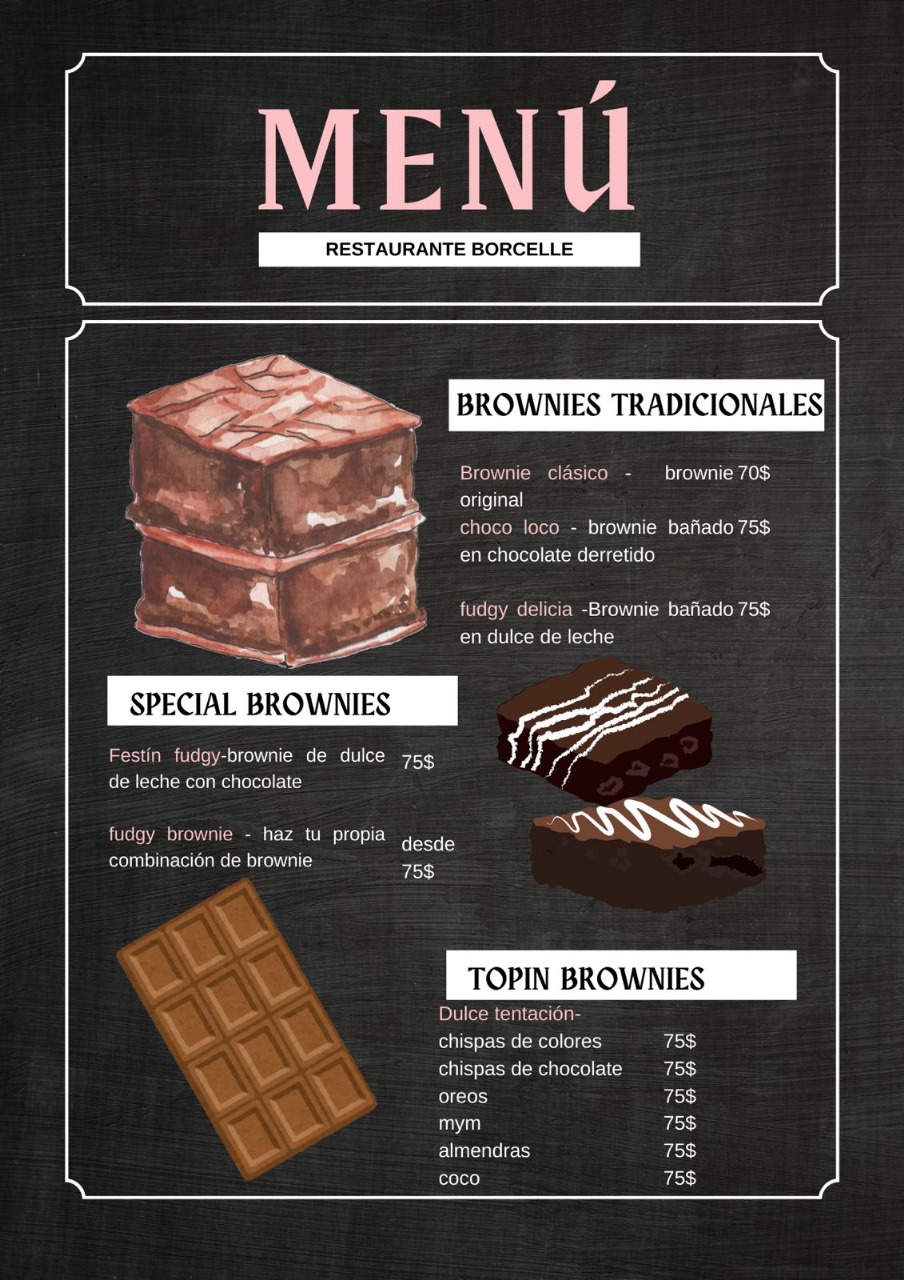 MENÚ
RESTAURANTE BORCELLE
BROWNIES TRADICIONALES
Brownie clásico - brownie 70$
original
choco loco - brownie bañado 75$
en chocolate derretido
fudgy delicia -Brownie bañado 75$
en dulce de leche
SPECIAL BROWNIES
Festín fudgy-brownie de dulce 75$
de leche con chocolate
fudgy brownie - haz tu propia desde
combinación de brownie 75$
TOPIN BROWNIES
Dulce tentación-
chispas de colores 75$
chispas de chocolate 75$
oreos 75$
mym 75$
almendras 75$
coco 75$